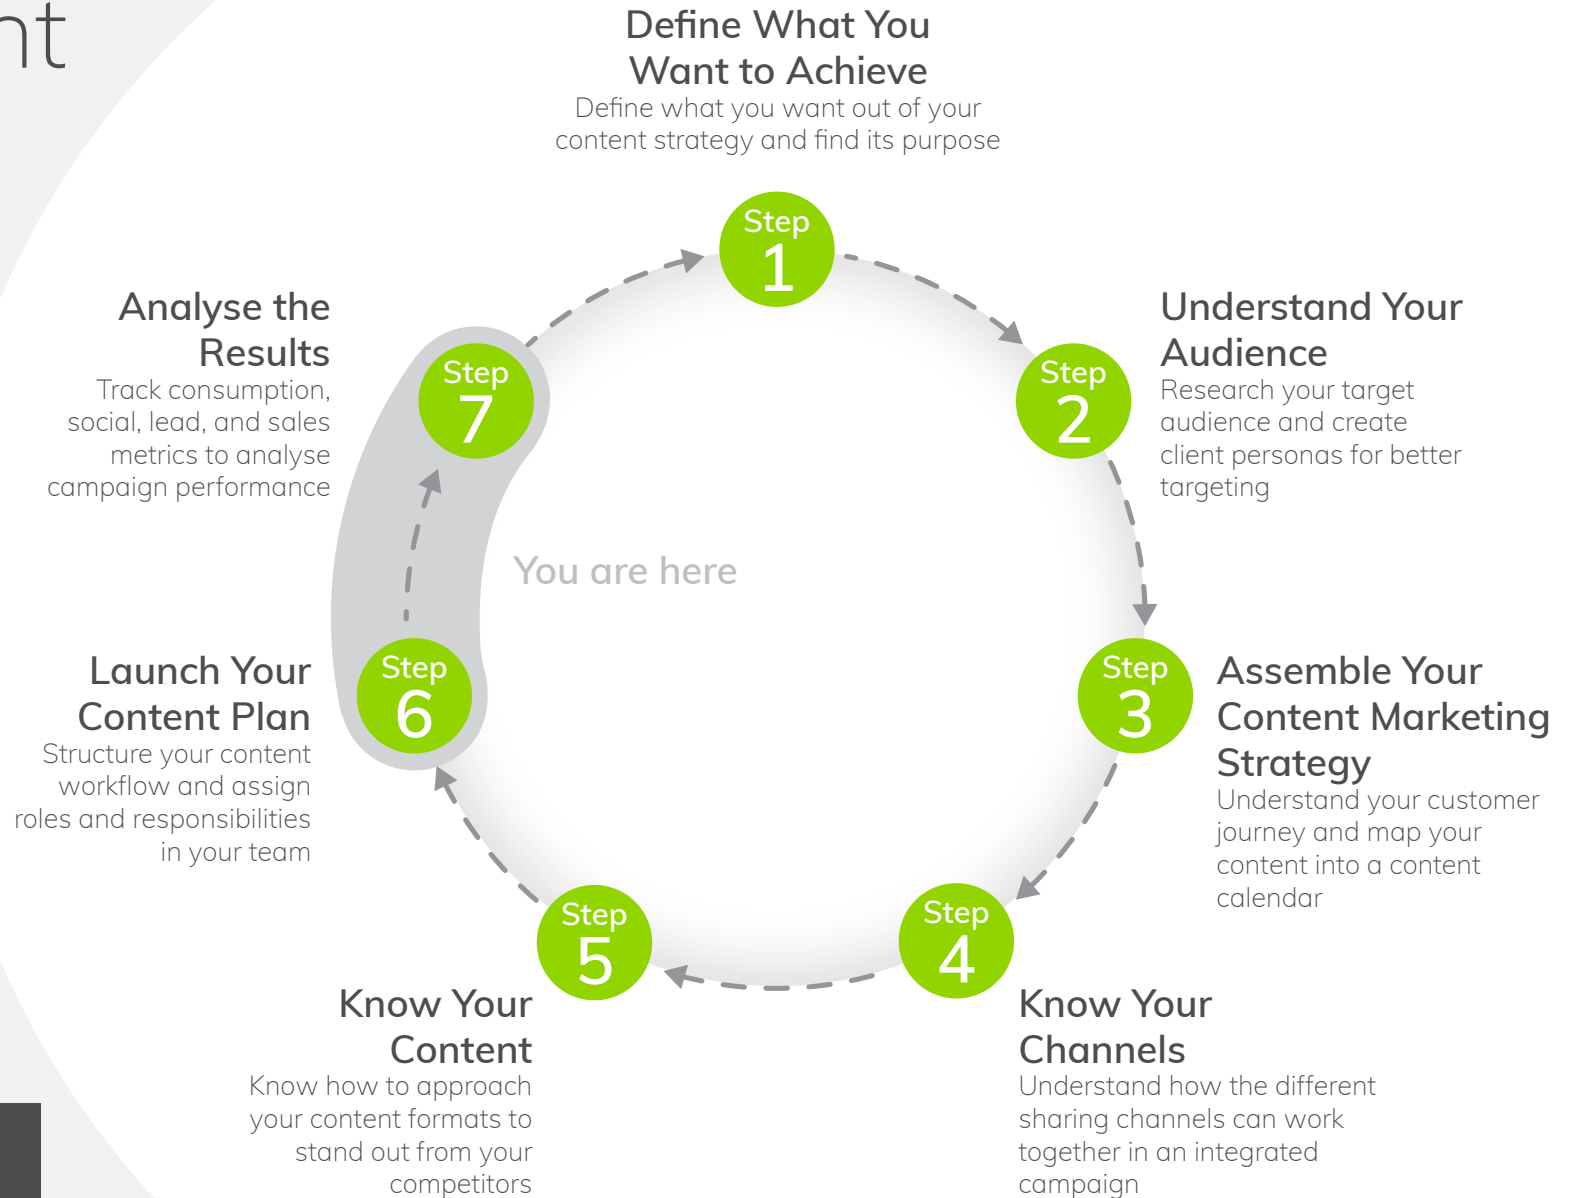 Define What You
Want to Achieve
Define what you want out of your
content strategy and find its purpose
Step
1
Understand Your
Audience
Research your target
audience and create
client personas for better
targeting
Step
2
Assemble Your
Content Marketing
Strategy
Understand your customer
journey and map your
content into a content
calendar
Step
3
Know Your
Channels
Understand how the different
sharing channels can work
together in an integrated
campaign
Step
4
Know Your
Content
Know how to approach
your content formats to
stand out from your
competitors
Step
5
Launch Your
Content Plan
Structure your content
workflow and assign
roles and responsibilities
in your team
Step
6
Analyse the
Results
Track consumption,
social, lead, and sales
metrics to analyse
campaign performance
Step
7
You are here